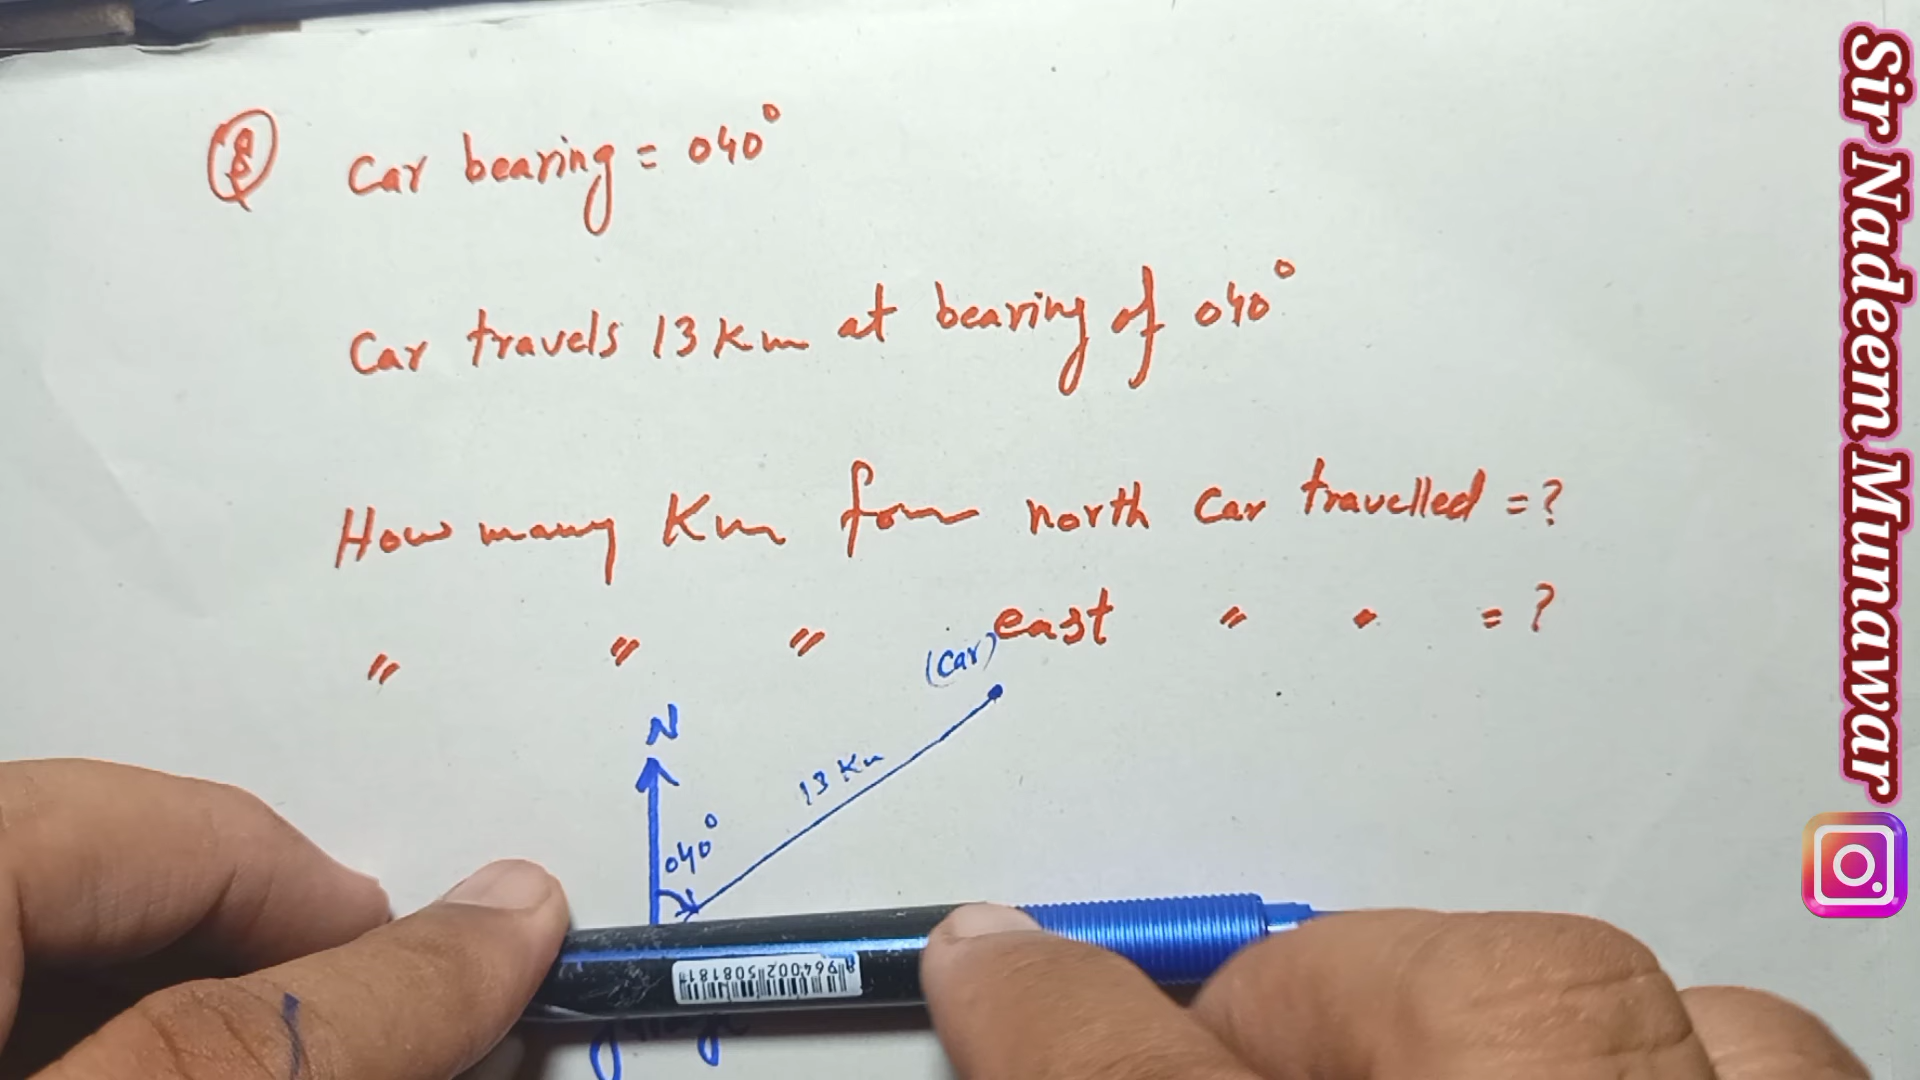 Q Car bearing = 040°
Car travels 13 Km at bearing of 040°
How many Km from north car travelled = ?
" " " east " " = ?
(Car)
N
13 Km
040°
9640025081811
Sir Nadeem Munawar